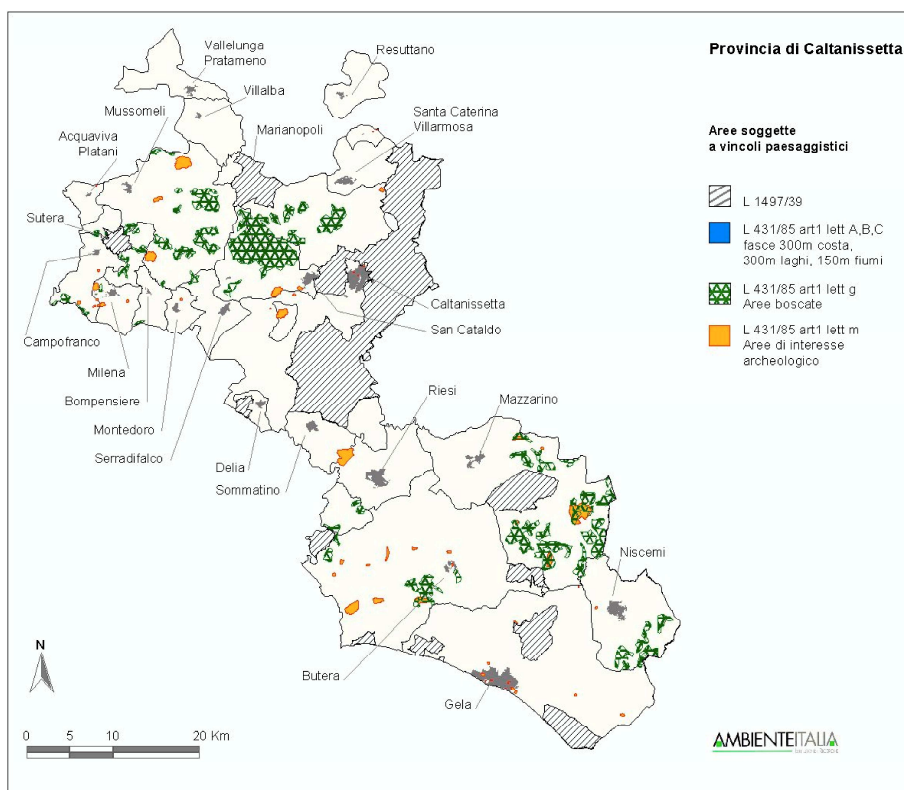 Provincia di Caltanissetta
Aree soggette
a vincoli paesaggistici
L 1497/39
L 431/85 art1 lett A,B,C
fasce 300m costa,
300m laghi, 150m fiumi
L 431/85 art1 lett g
Aree boscate
L 431/85 art1 lett m
Aree di interesse
archeologico
Vallelunga
Pratameno
Resuttano
Villalba
Mussomeli
Santa Caterina
Villarmosa
Marianopoli
Acquaviva
Platani
Sutera
Caltanissetta
San Cataldo
Campofranco
Milena
Bompensiere
Montedoro
Serradifalco
Delia
Sommatino
Riesi
Mazzarino
Niscemi
Butera
Gela
N
0 5 10 20 Km
AMBIENTEITALIA